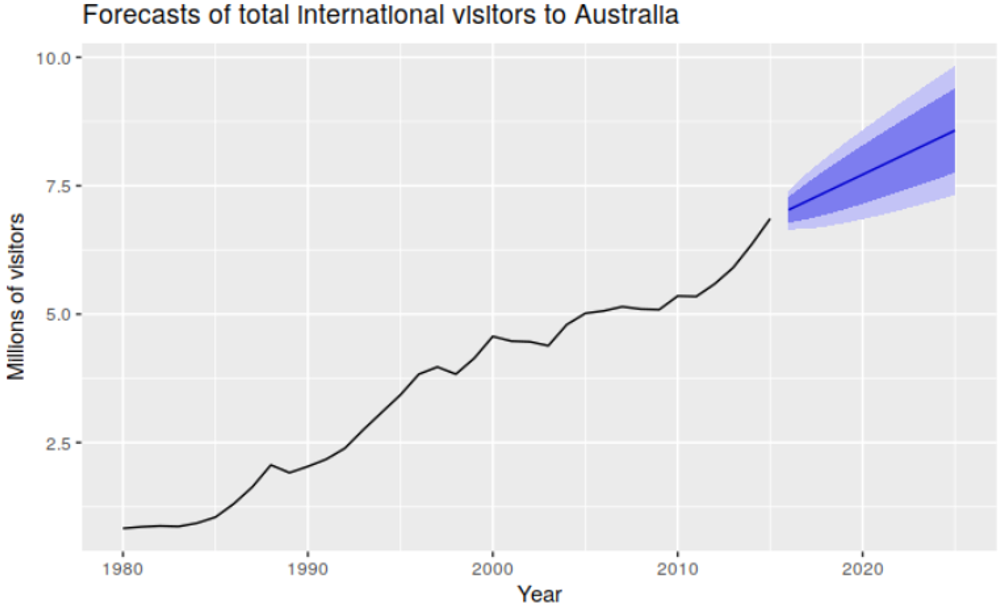 Forecasts of total international visitors to Australia
10.0
7.5
5.0
2.5
Millions of visitors
1980 1990 2000 2010 2020
Year